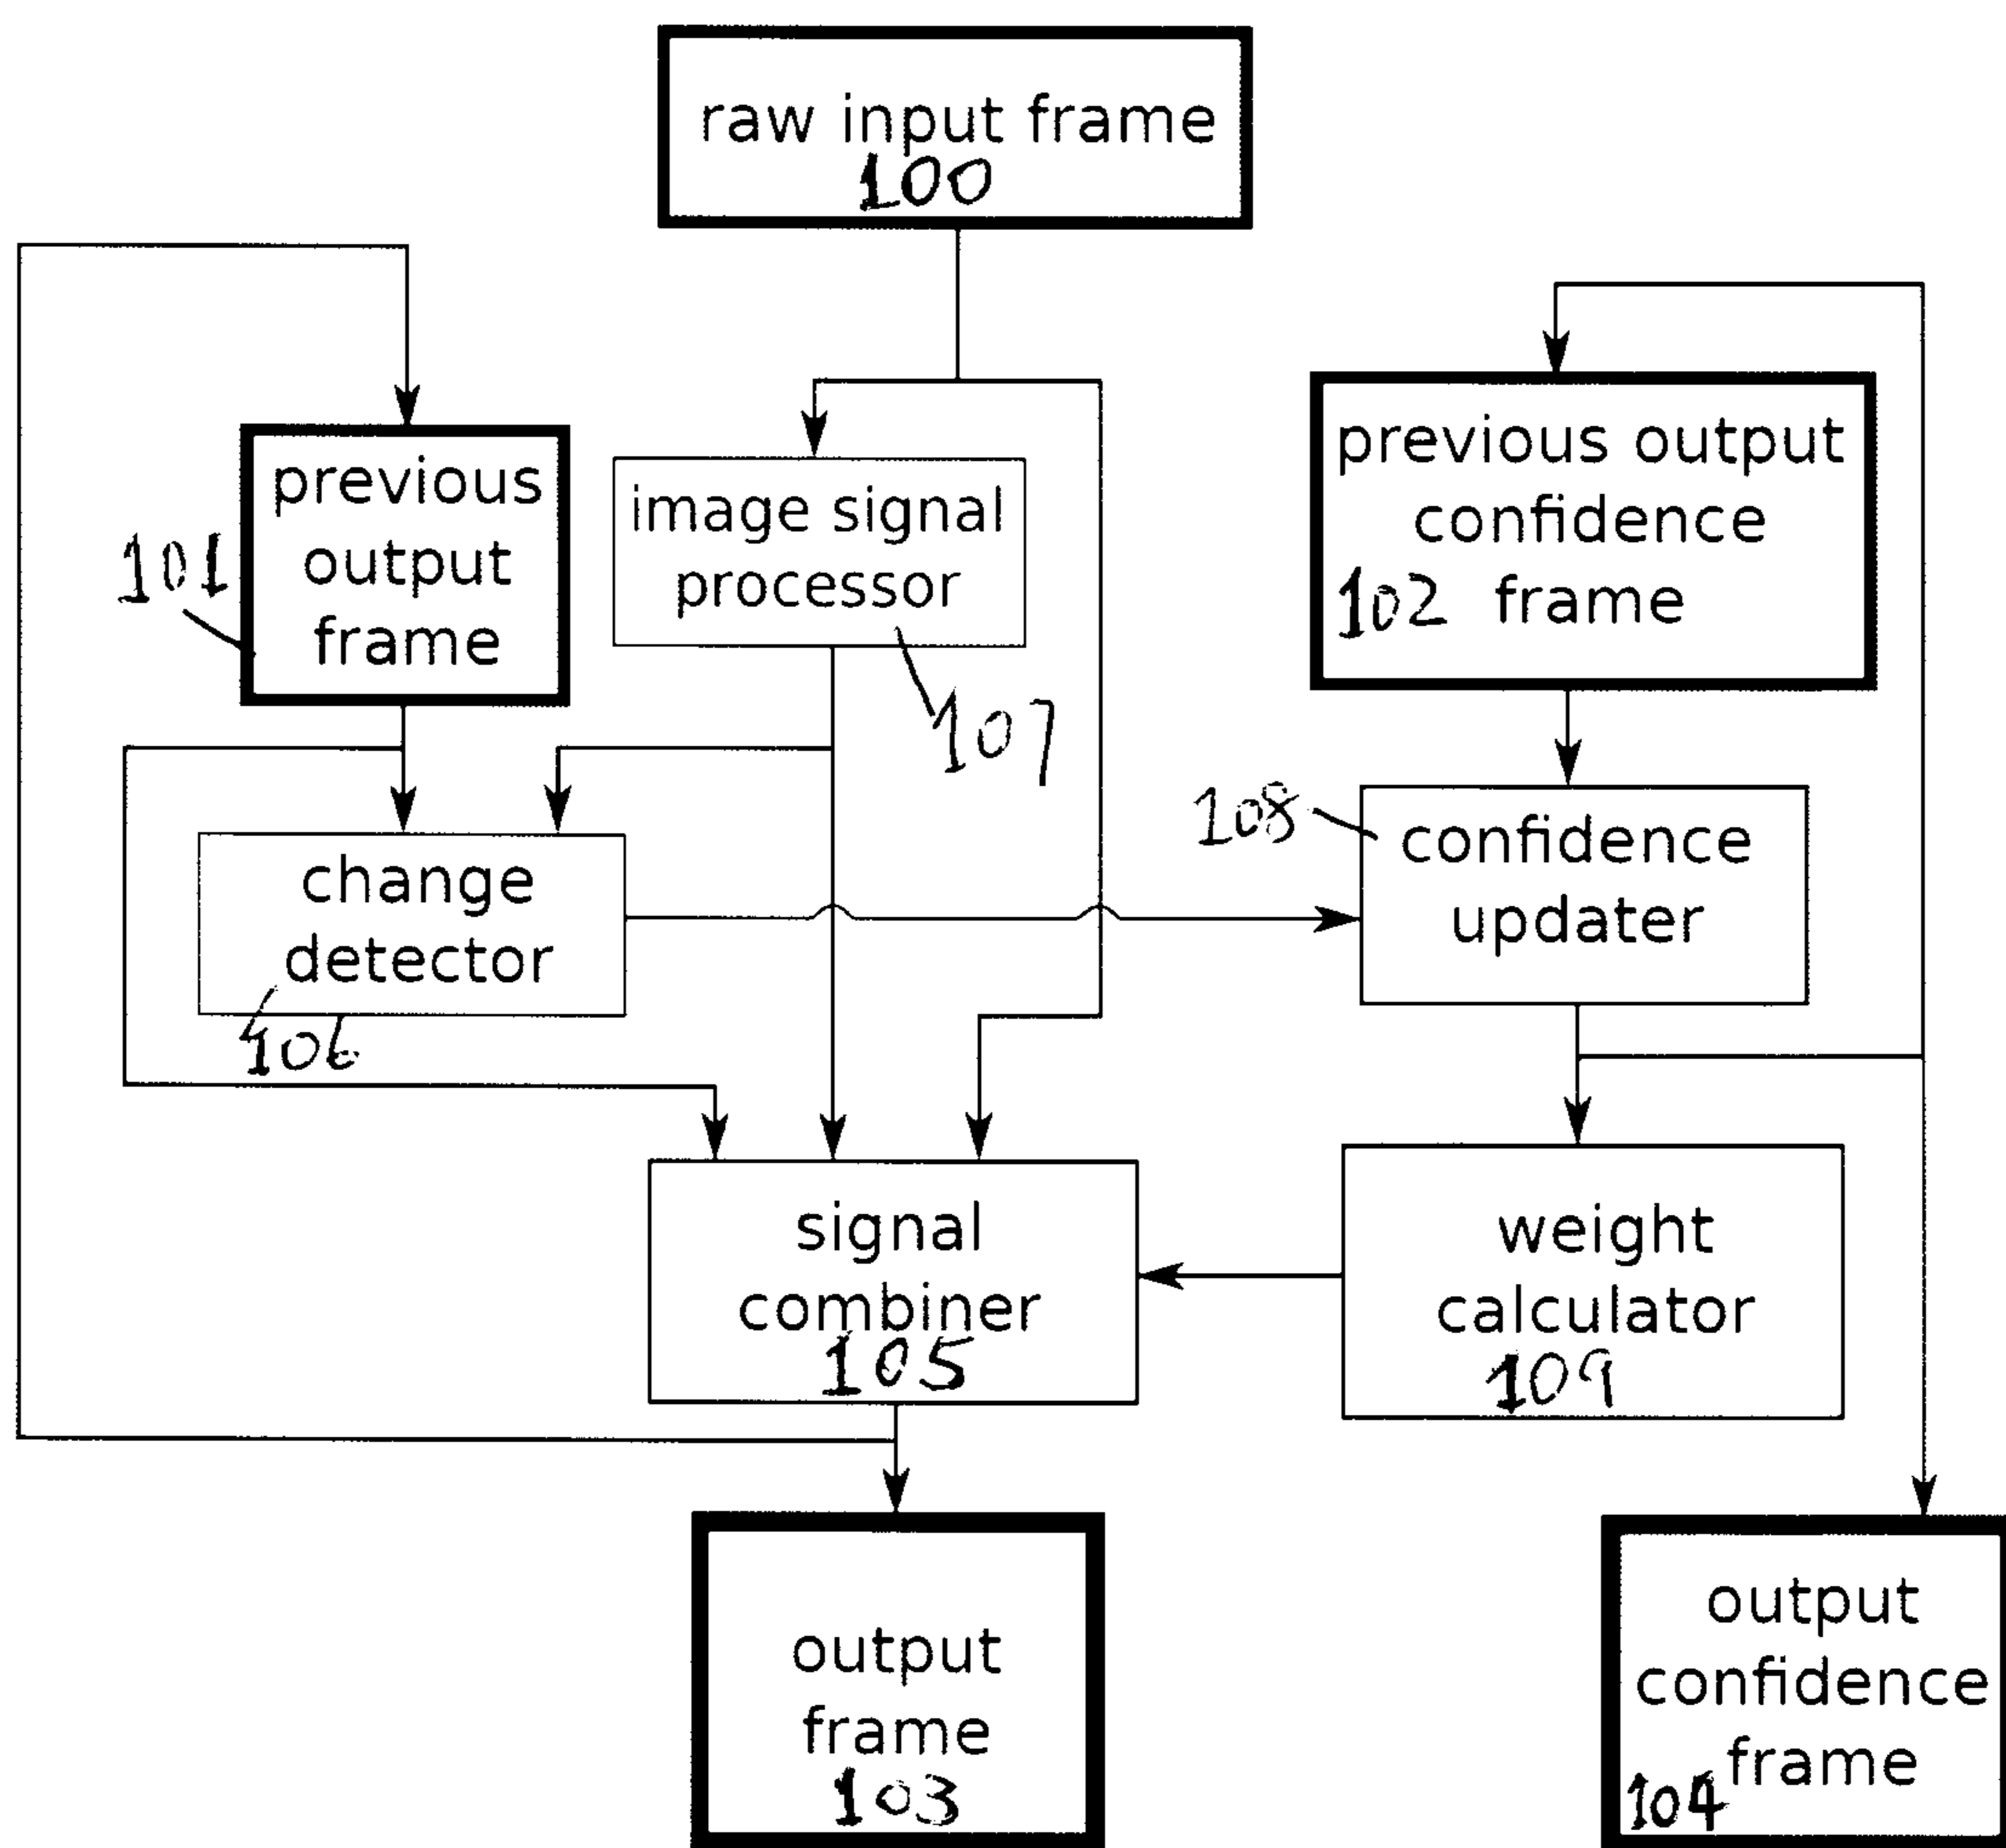 raw input frame
100
previous
output
frame
101
image signal
processor
107
previous output
confidence
102 frame
change
detector
106
108
confidence
updater
signal
combiner
105
weight
calculator
109
output
frame
103
output
confidence
frame
104